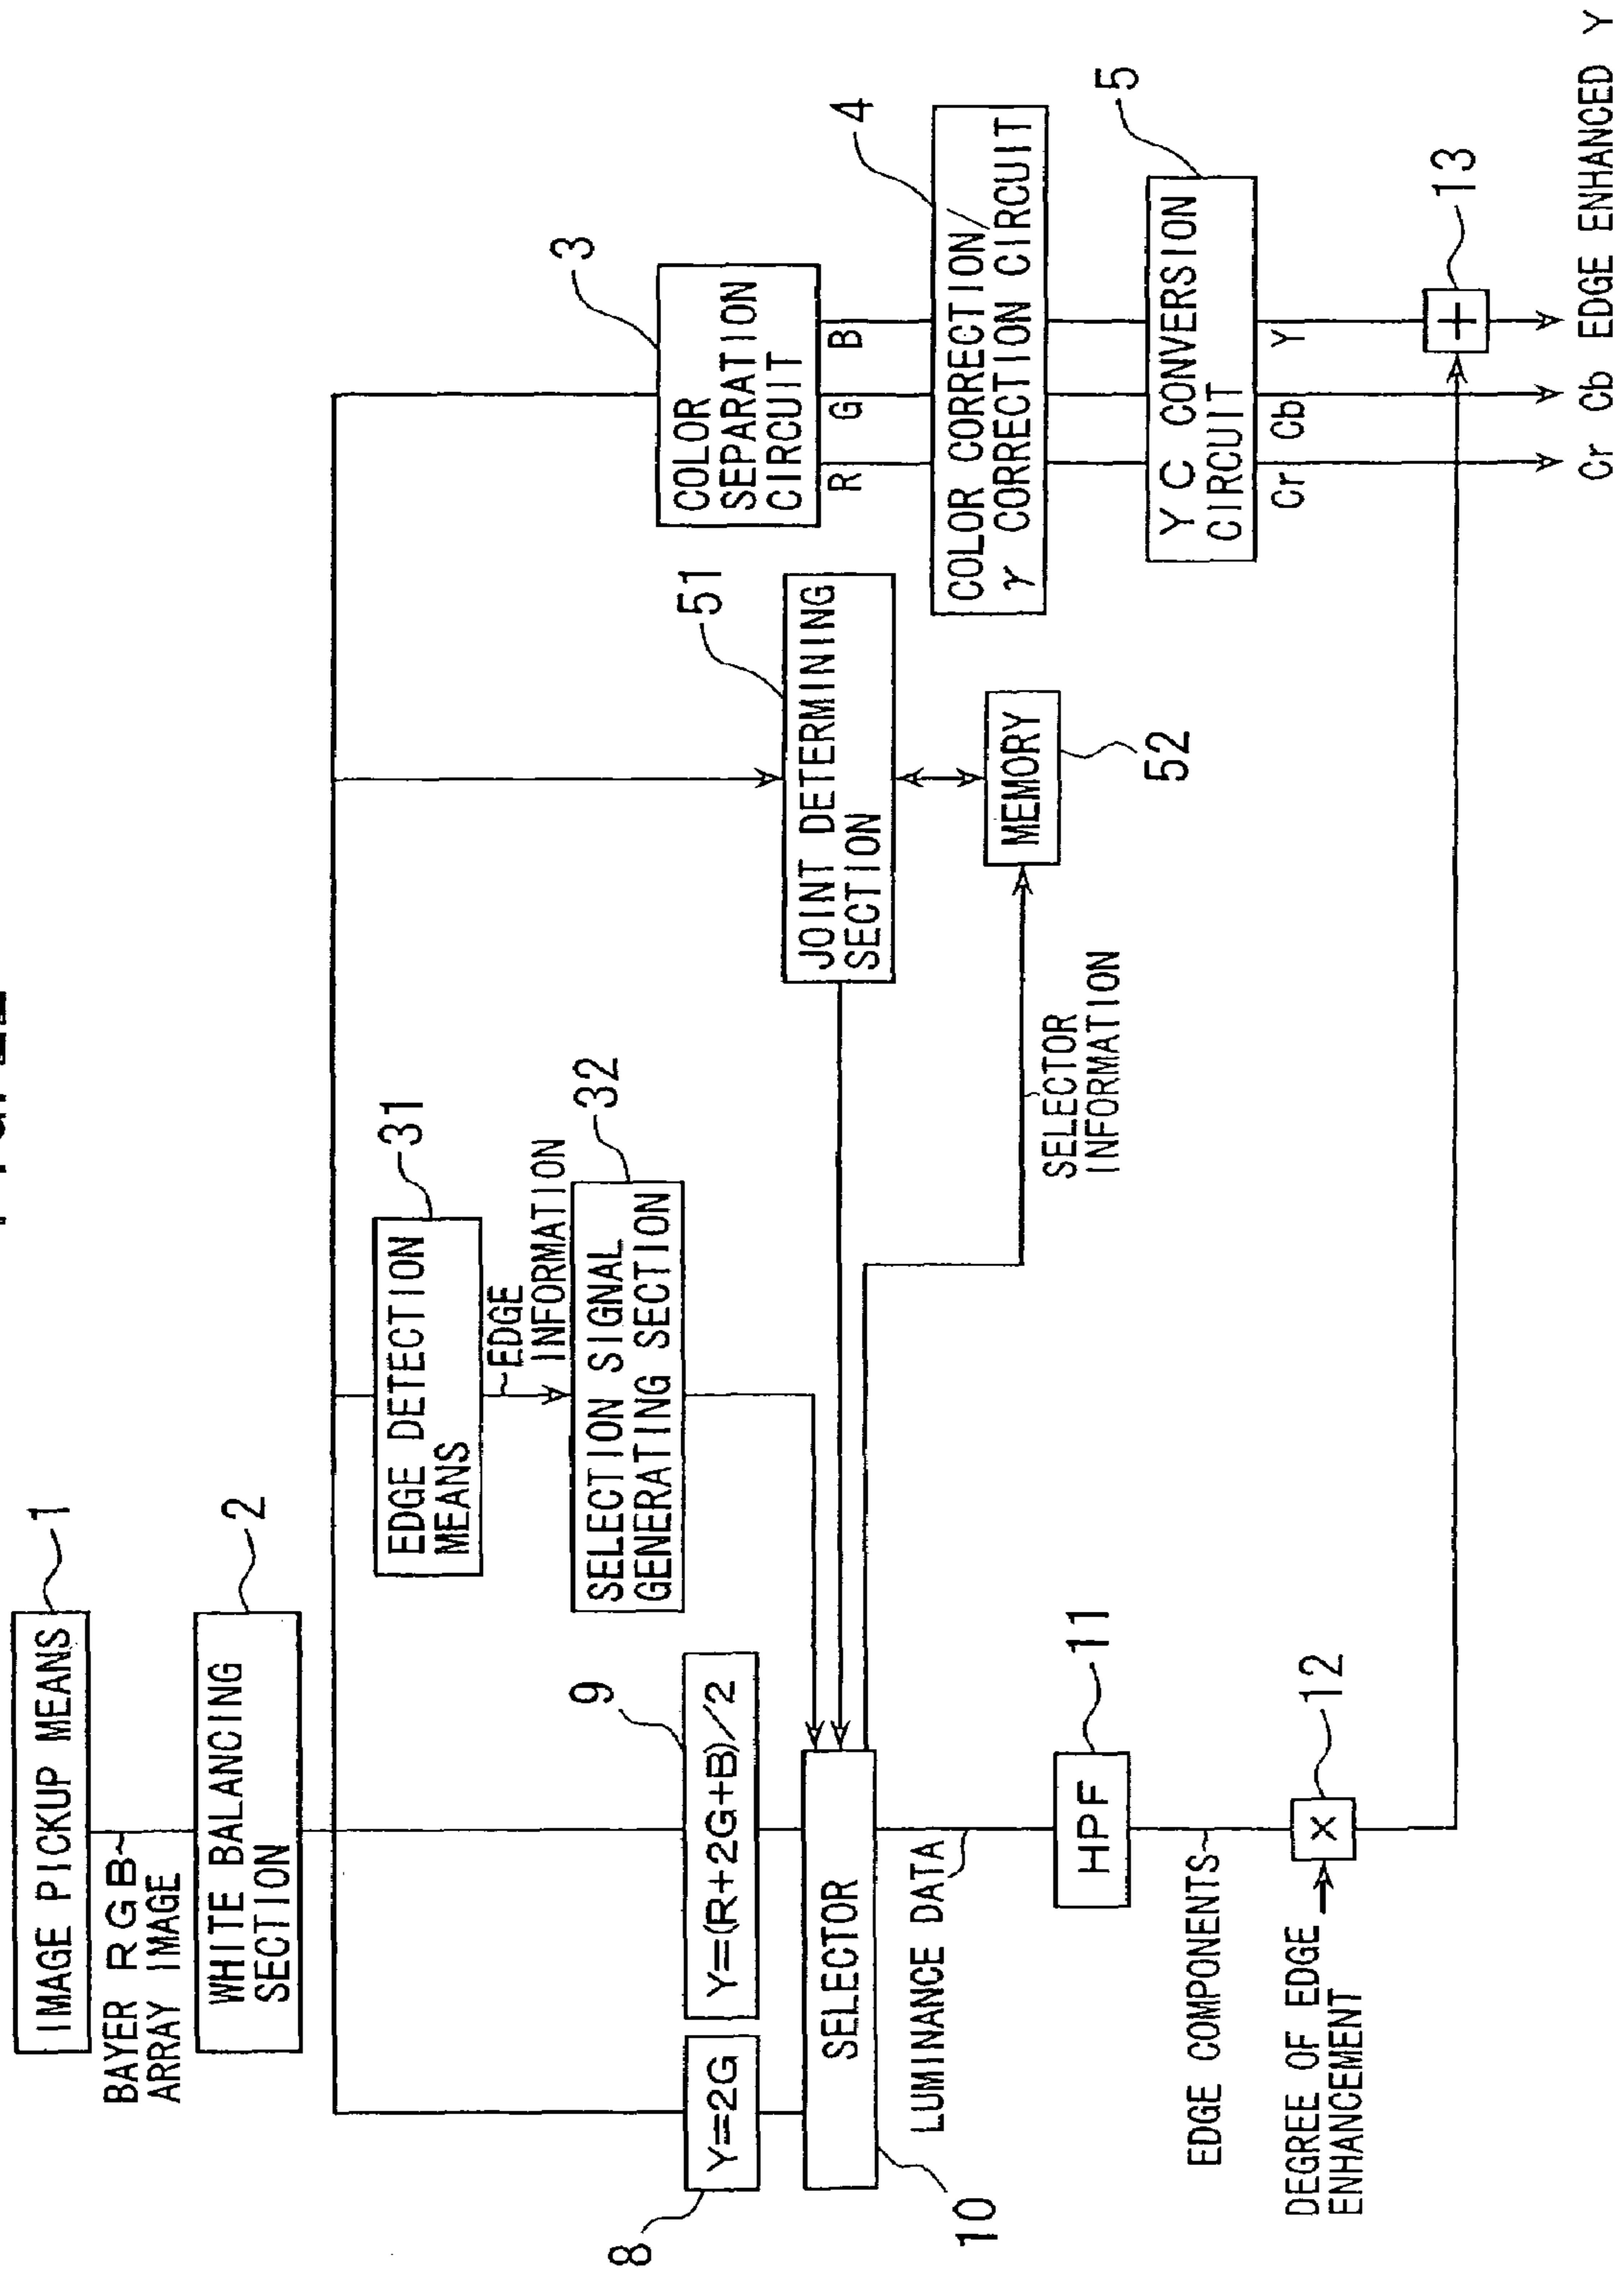 IMAGE PICKUP MEANS
1
BAYER RGB
ARRAY IMAGE
WHITE BALANCING
SECTION
2
EDGE DETECTION
MEANS
31
EDGE
INFORMATION
SELECTION SIGNAL
GENERATING SECTION
32
8
Y=2G
9
Y=(R+2G+B)/2
SELECTOR
10
LUMINANCE DATA
HPF
11
EDGE COMPONENTS
DEGREE OF EDGE
ENHANCEMENT
×
12
JOINT DETERMINING
SECTION
51
MEMORY
52
SELECTOR
INFORMATION
COLOR
SEPARATION
CIRCUIT
3
R G B
COLOR CORRECTION/
γ CORRECTION CIRCUIT
4
Y C CONVERSION
CIRCUIT
5
Cr Cb Y
+
13
Cr Cb EDGE ENHANCED Y